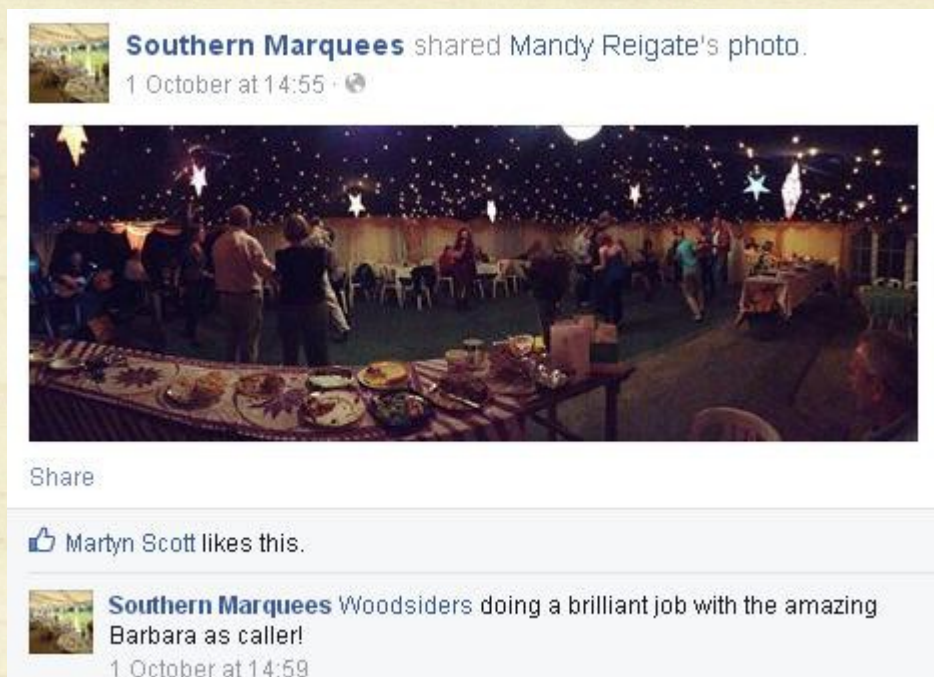 Southern Marquees shared Mandy Reigate's photo.
1 October at 14:55 ·
Share
Martyn Scott likes this.
Southern Marquees Woodsiders doing a brilliant job with the amazing
Barbara as caller!
1 October at 14:59